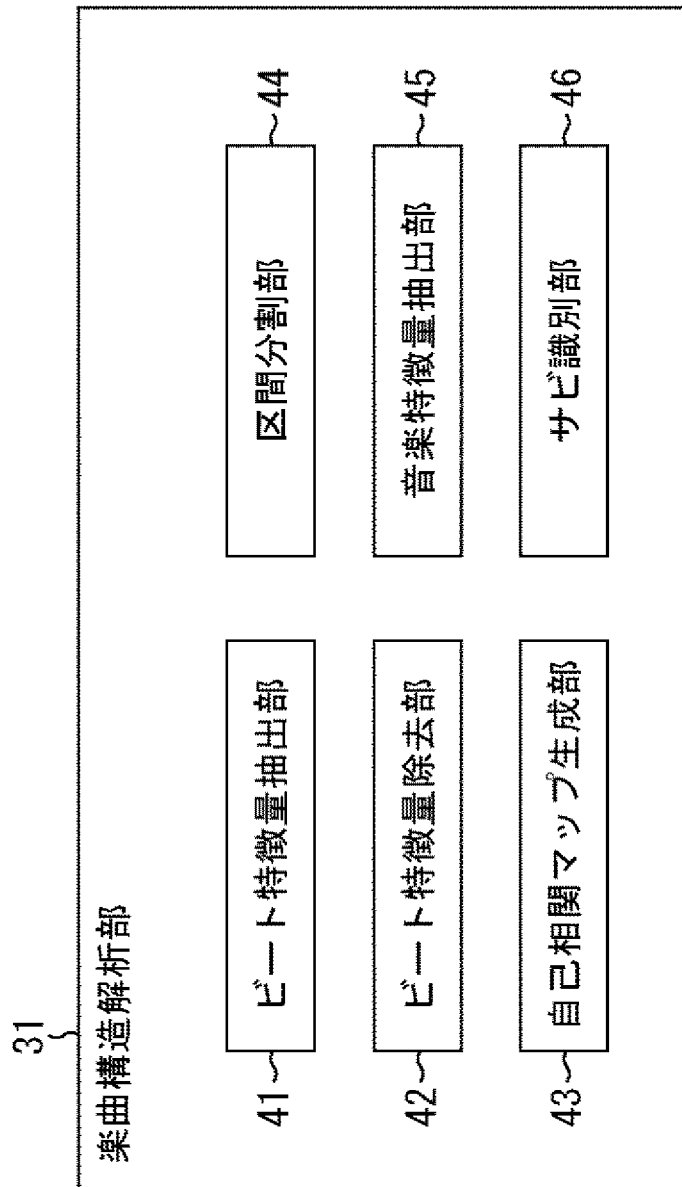 31
楽曲構造解析部
41 ビート特徴量抽出部
区間分割部 44
42 ビート特徴量除去部
音楽特徴量抽出部 45
43 自己相関マップ生成部
サビ識別部 46